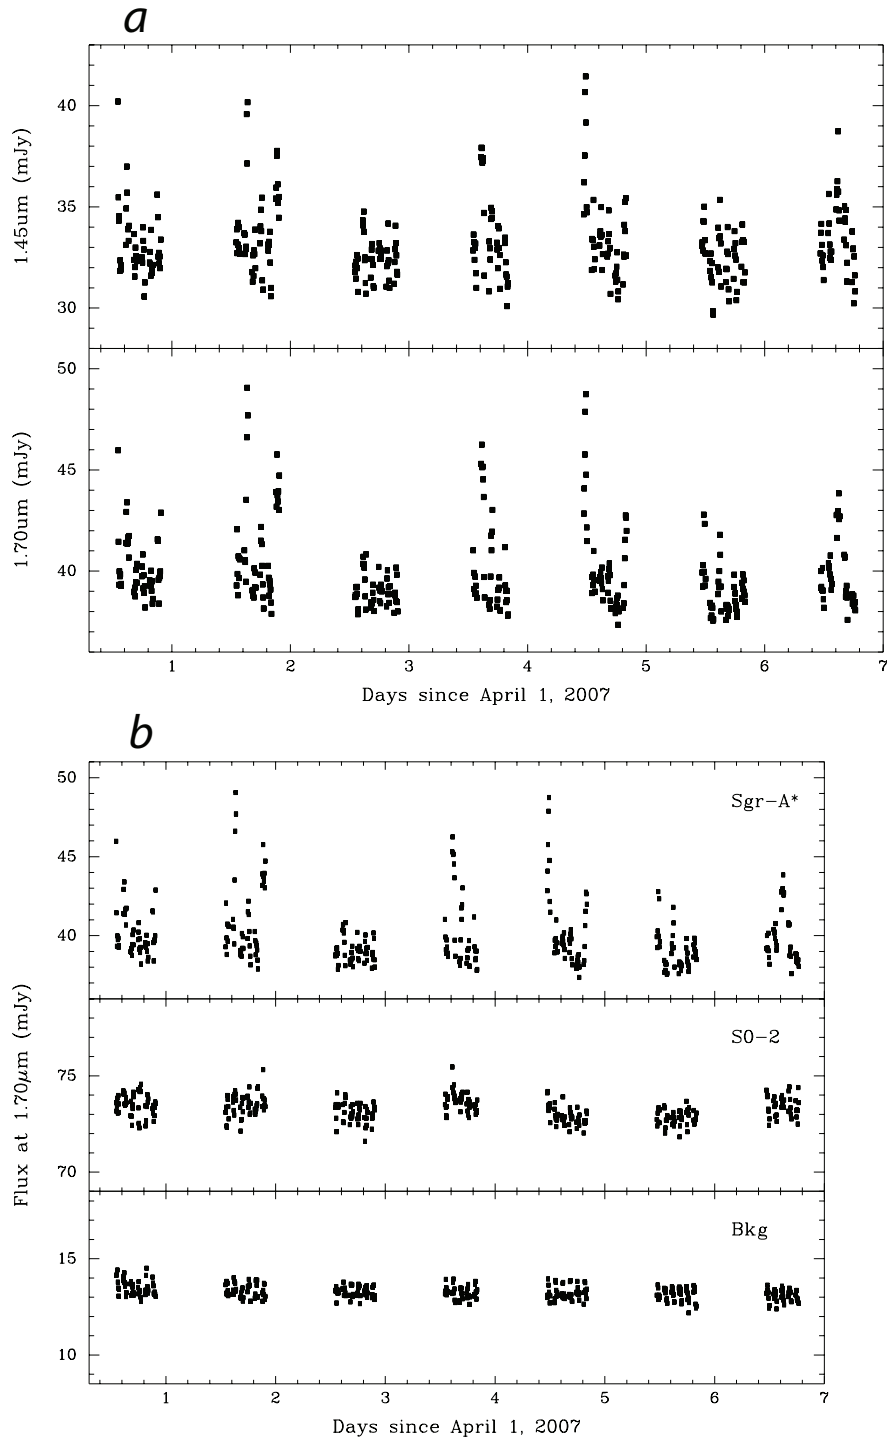 a
40
35
30
1.45um (mJy)
50
45
40
1.70um (mJy)
1 2 3 4 5 6 7
Days since April 1, 2007
b
50
45
40
Sgr-A*
75
70
S0-2
15
10
Bkg
Flux at 1.70μm (mJy)
1 2 3 4 5 6 7
Days since April 1, 2007